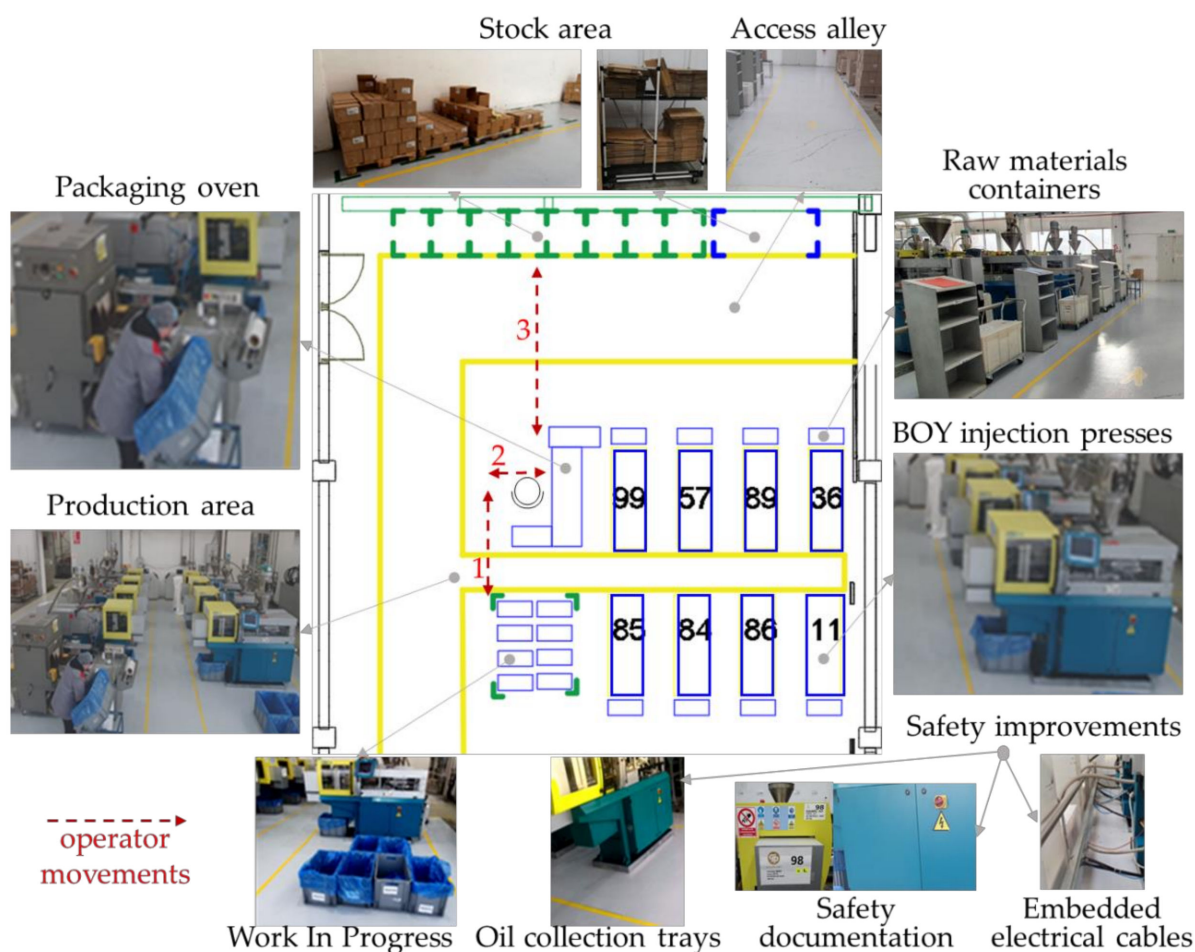 Stock area
Access alley
Packaging oven
Raw materials
containers
3
BOY injection presses
2
99
57
89
36
Production area
1
85
84
86
11
Safety improvements
operator
movements
98
98
Work In Progress
Oil collection trays
Safety
documentation
Embedded
electrical cables